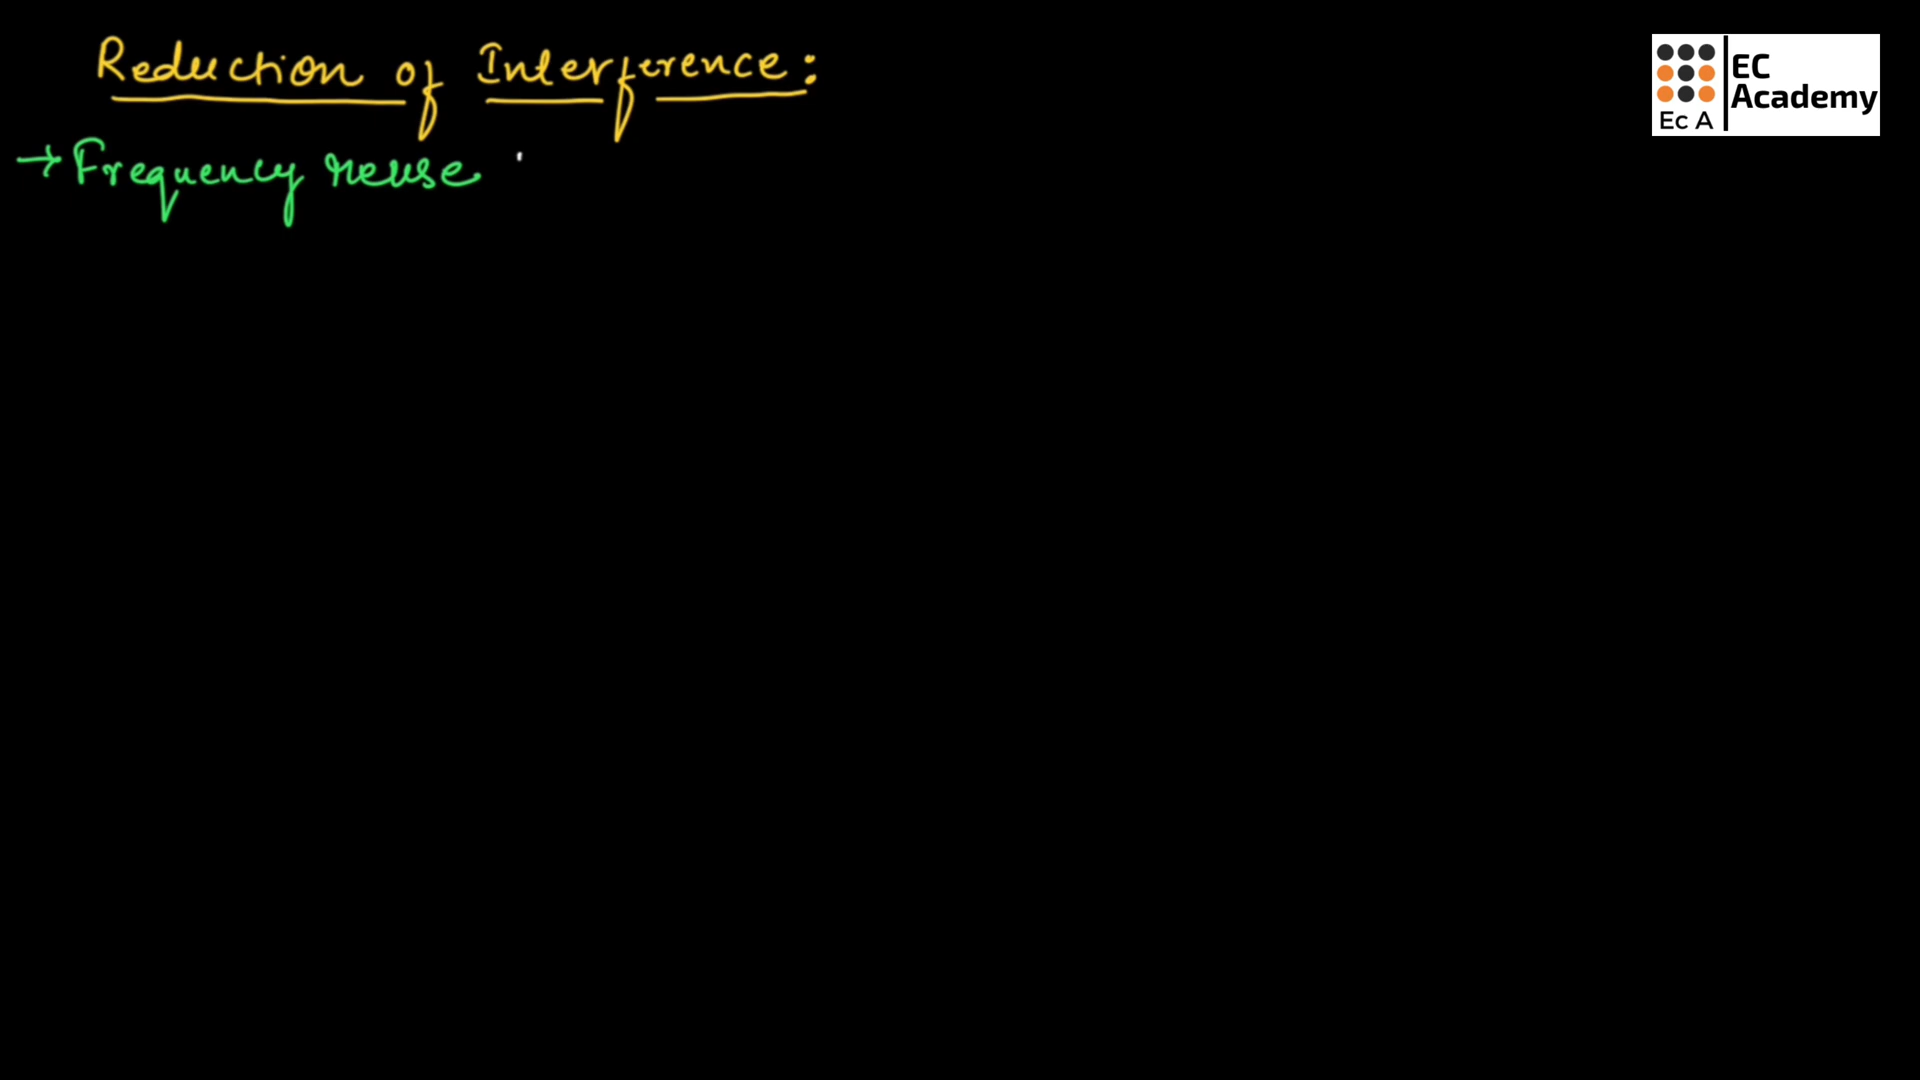 Reduction of Interference:
→ Frequency reuse
EC
Academy
Ec A